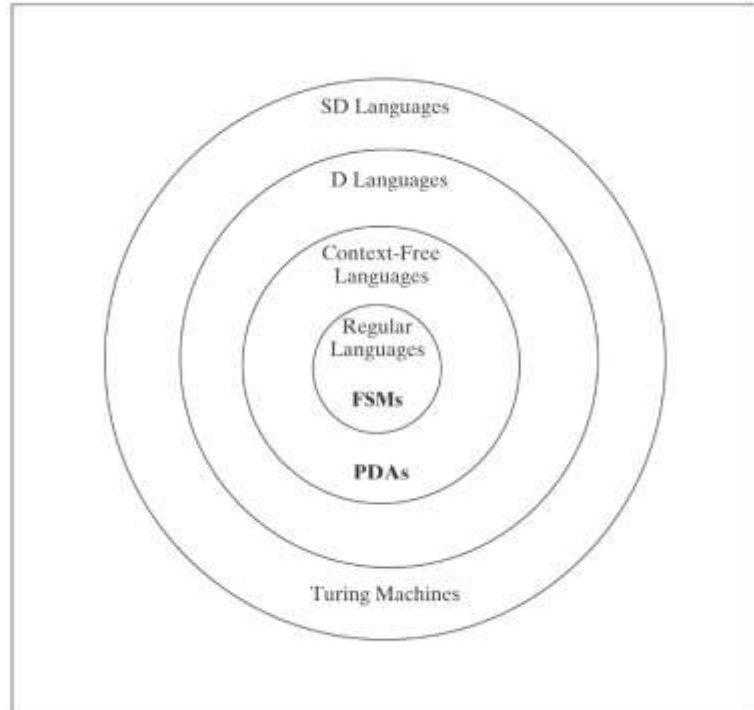 SD Languages
D Languages
Context-Free
Languages
Regular
Languages
FSMs
PDAs
Turing Machines